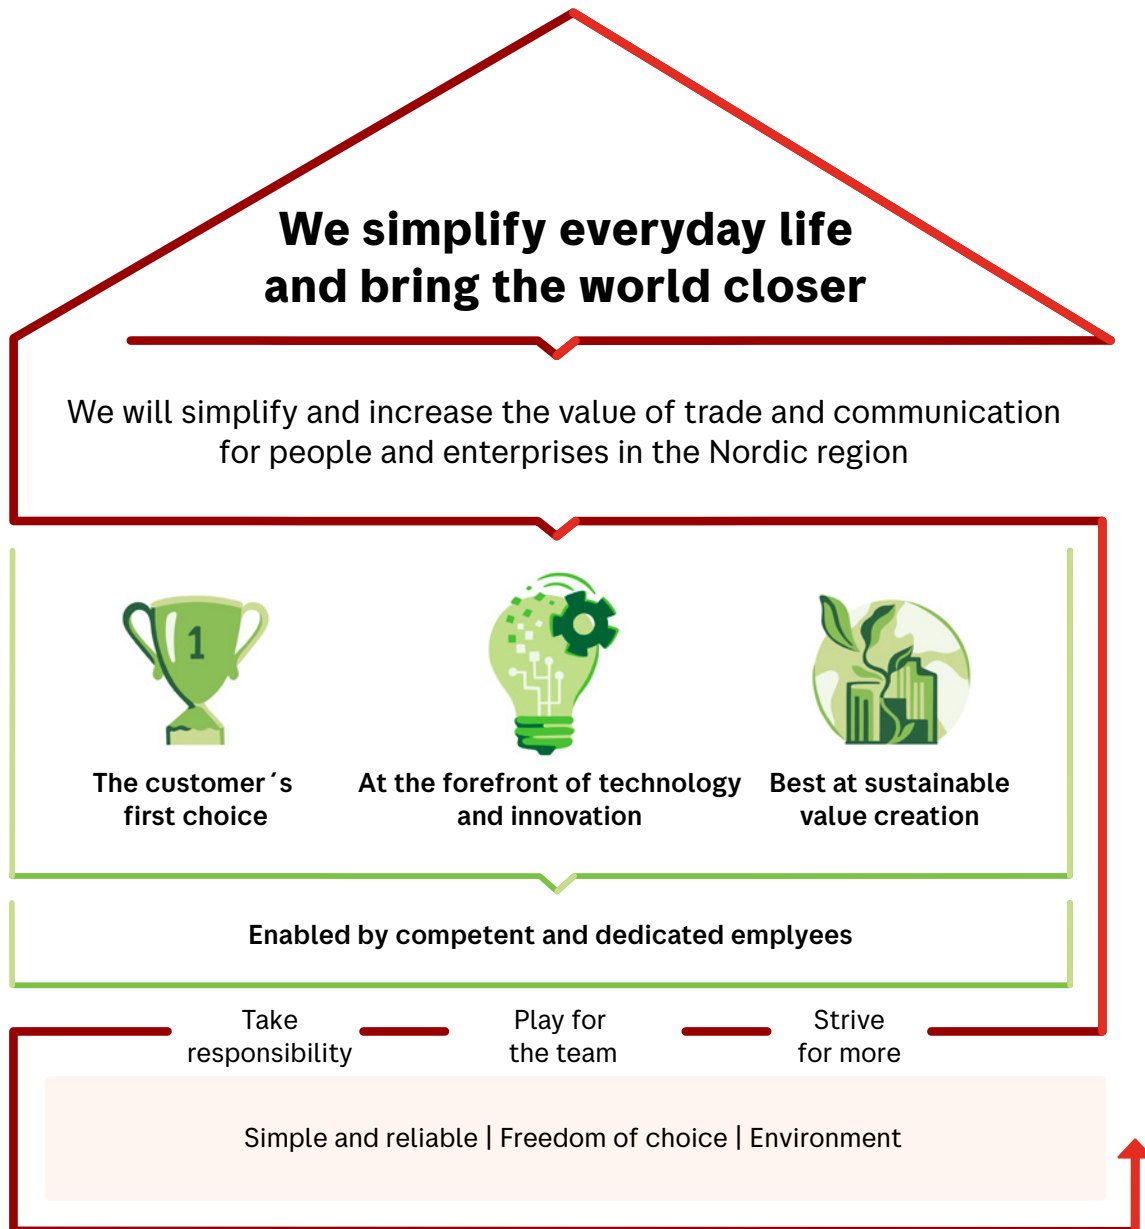 We simplify everyday life
and bring the world closer
We will simplify and increase the value of trade and communication
for people and enterprises in the Nordic region
1
The customer´s
first choice
At the forefront of technology
and innovation
Best at sustainable
value creation
Enabled by competent and dedicated emplyees
Take
responsibility
Play for
the team
Strive
for more
Simple and reliable | Freedom of choice | Environment